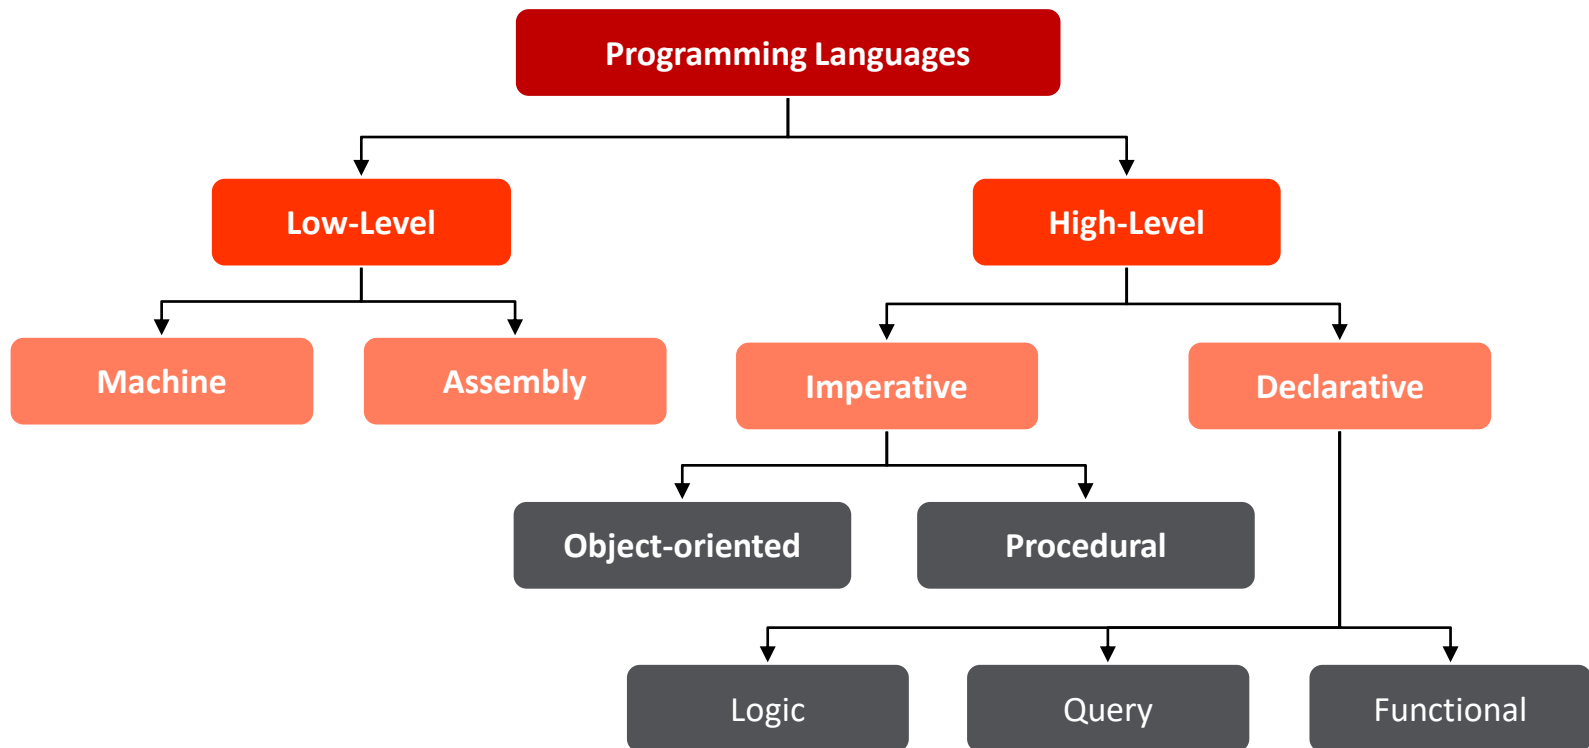 Programming Languages
Low-Level
High-Level
Machine
Assembly
Imperative
Declarative
Object-oriented
Procedural
Logic
Query
Functional